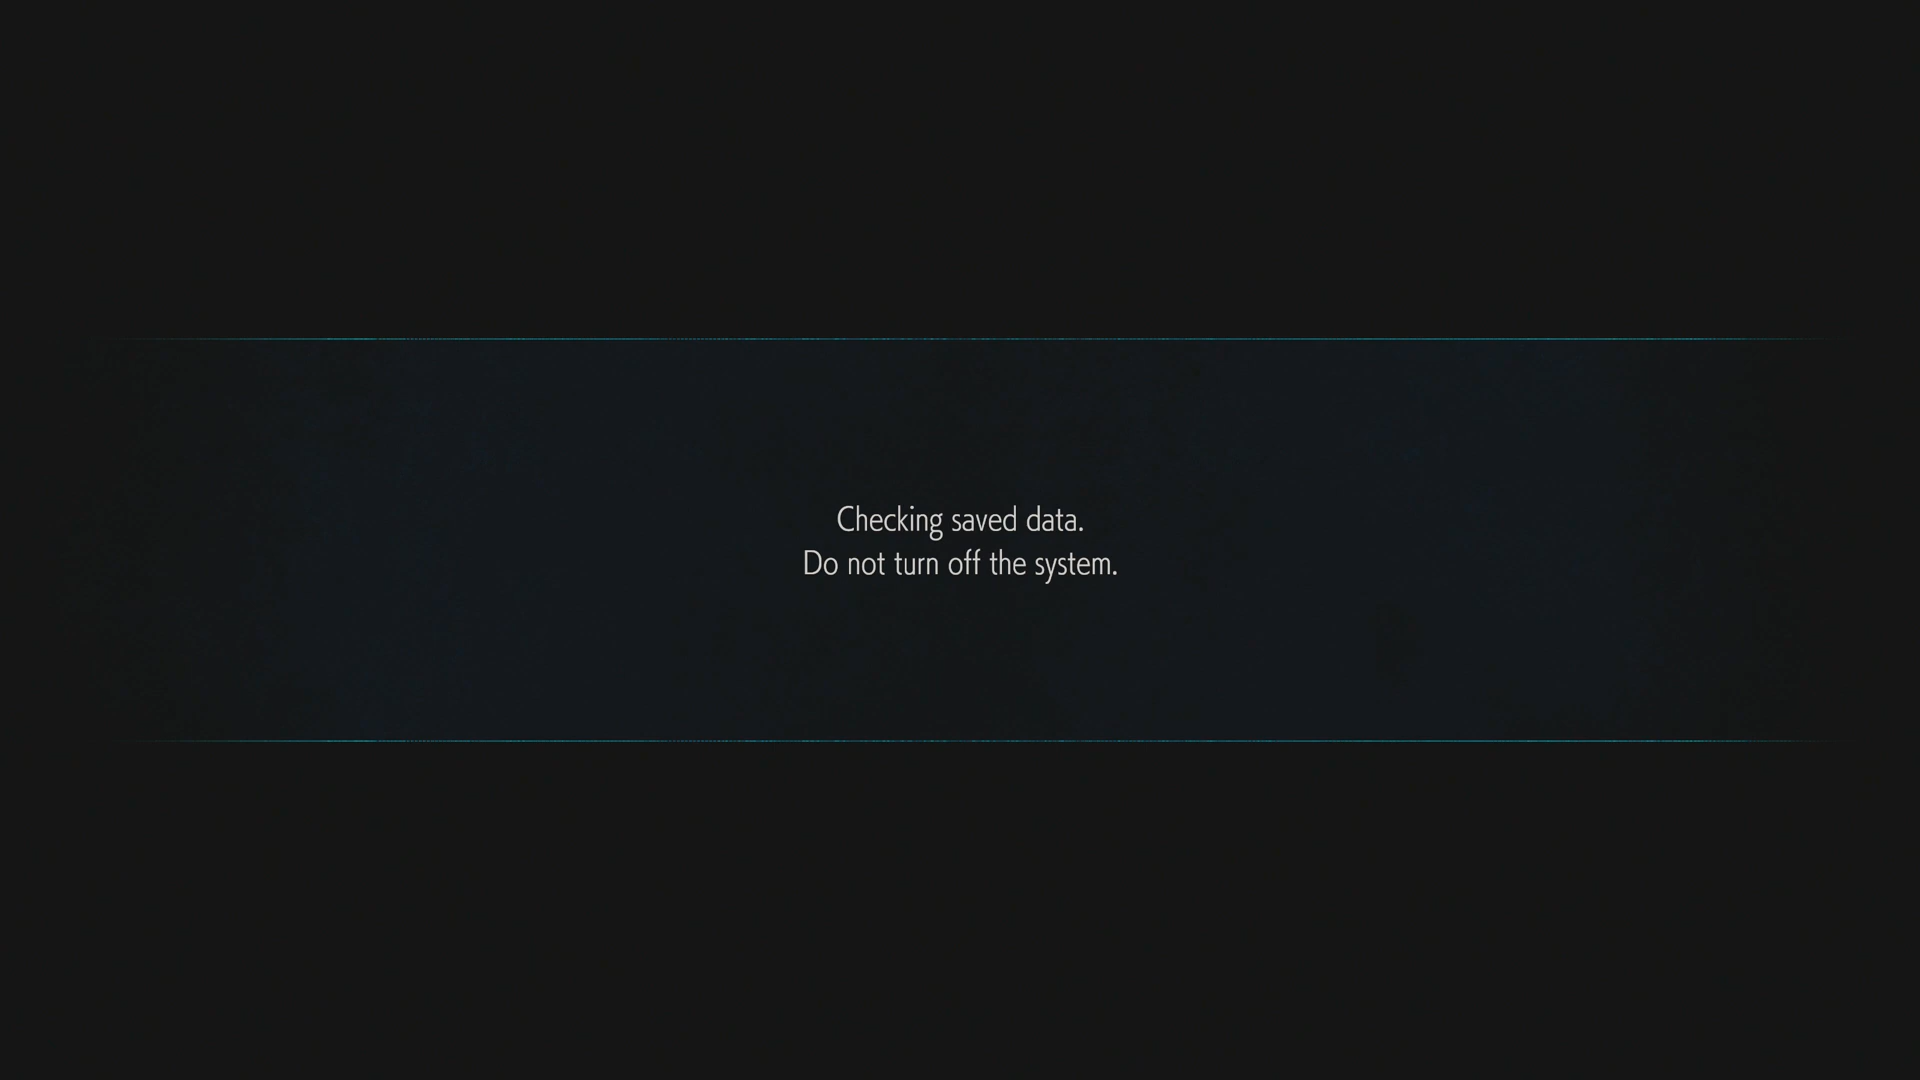 Checking saved data.
Do not turn off the system.